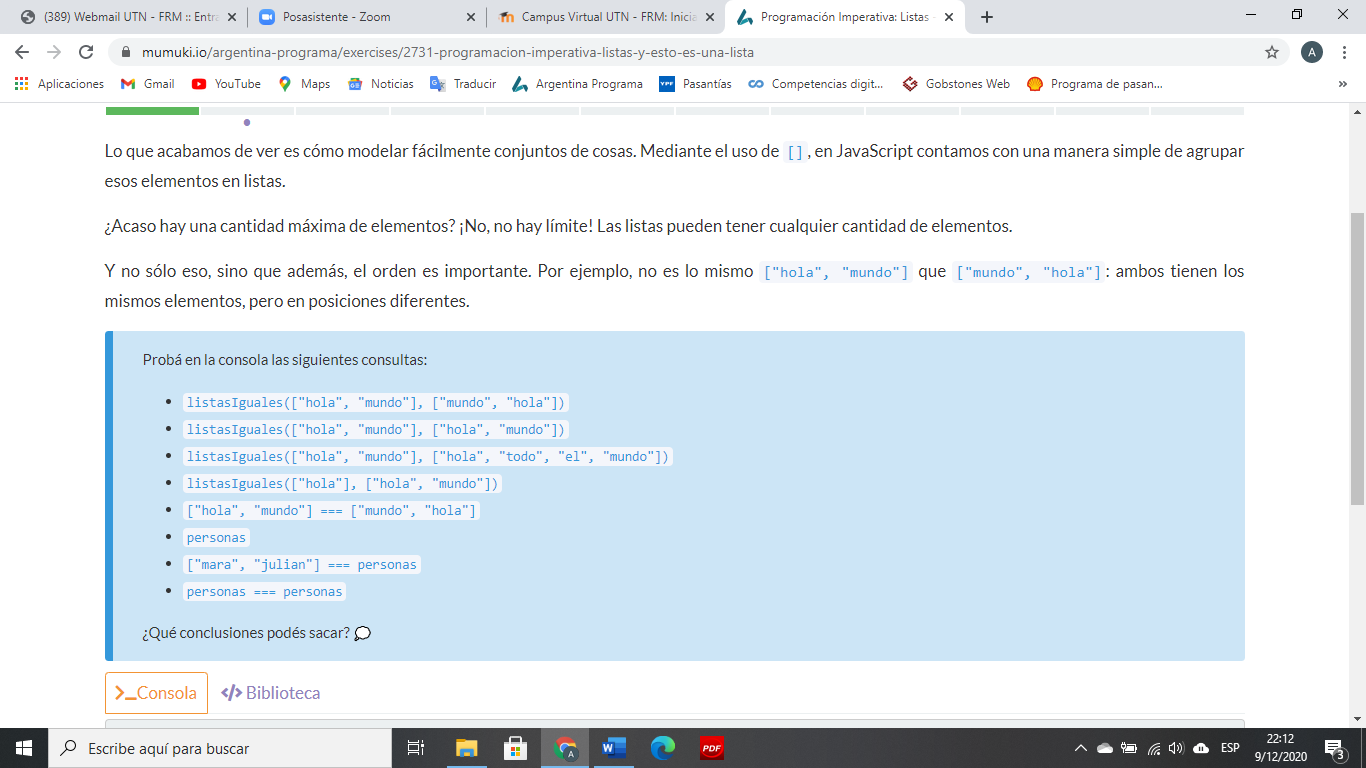 (389) Webmail UTN - FRM :: Entra
Posasistente - Zoom
Campus Virtual UTN - FRM: Inicia
Programación Imperativa: Listas
mumuki.io/argentina-programa/exercises/2731-programacion-imperativa-listas-y-esto-es-una-lista
A
Aplicaciones
Gmail
YouTube
Maps
Noticias
Traducir
Argentina Programa
YPF
Pasantías
Competencias digit...
Gobstones Web
Programa de pasan...
»
Lo que acabamos de ver es cómo modelar fácilmente conjuntos de cosas. Mediante el uso de [], en JavaScript contamos con una manera simple de agrupar
esos elementos en listas.
¿Acaso hay una cantidad máxima de elementos? ¡No, no hay límite! Las listas pueden tener cualquier cantidad de elementos.
Y no sólo eso, sino que además, el orden es importante. Por ejemplo, no es lo mismo ["hola", "mundo"] que ["mundo", "hola"]: ambos tienen los
mismos elementos, pero en posiciones diferentes.
Probá en la consola las siguientes consultas:
• listasIguales(["hola", "mundo"], ["mundo", "hola"])
• listasIguales(["hola", "mundo"], ["hola", "mundo"])
• listasIguales(["hola", "mundo"], ["hola", "todo", "el", "mundo"])
• listasIguales(["hola"], ["hola", "mundo"])
• ["hola", "mundo"] === ["mundo", "hola"]
• personas
• ["mara", "julian"] === personas
• personas === personas
¿Qué conclusiones podés sacar? 💭
Consola
Biblioteca
Escribe aquí para buscar
A
W
PDF
ESP
22:12
9/12/2020
3